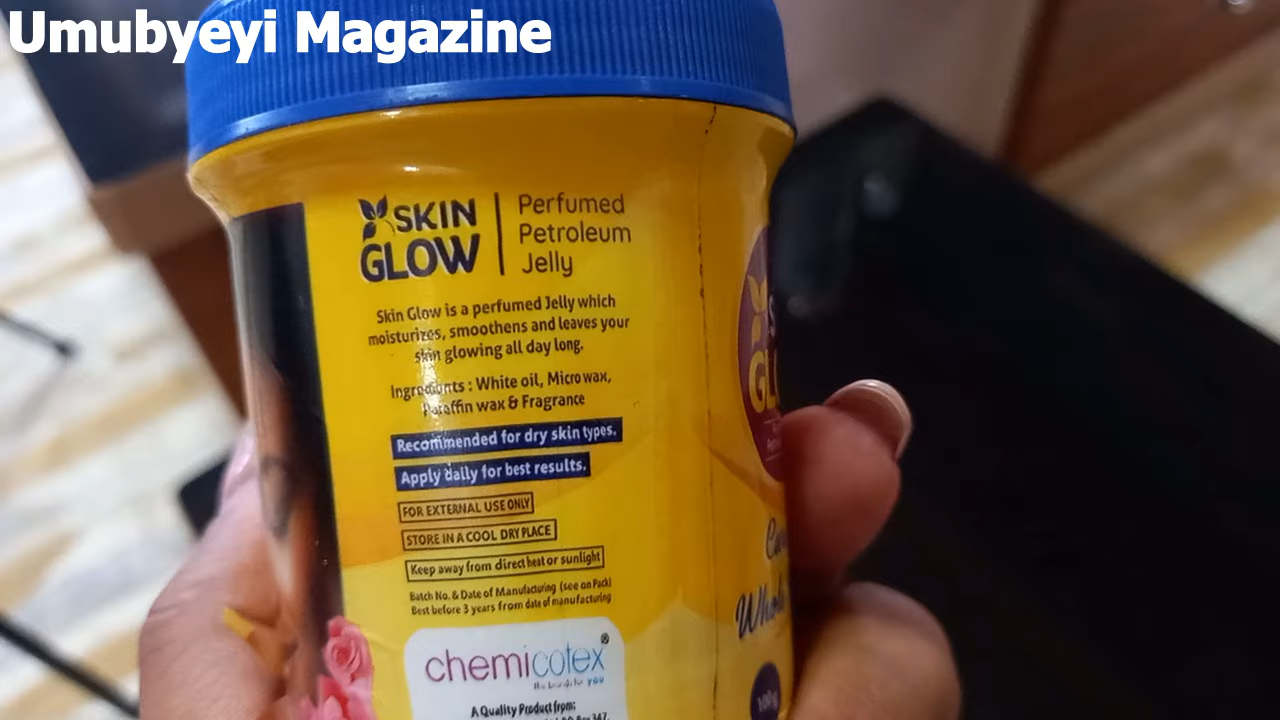 Umubyeyi Magazine
SKIN
GLOW
Perfumed
Petroleum
Jelly
Skin Glow is a perfumed Jelly which
moisturizes, smoothens and leaves your
skin glowing all day long.
Ingredients : White oil, Micro wax,
Paraffin wax & Fragrance
Recommended for dry skin types.
Apply daily for best results.
FOR EXTERNAL USE ONLY
STORE IN A COOL DRY PLACE
Keep away from direct heat or sunlight
Batch No. & Date of Manufacturing (see on Pack)
Best before 3 years from date of manufacturing
chemicotex®
you
A Quality Product from:
347,
100g